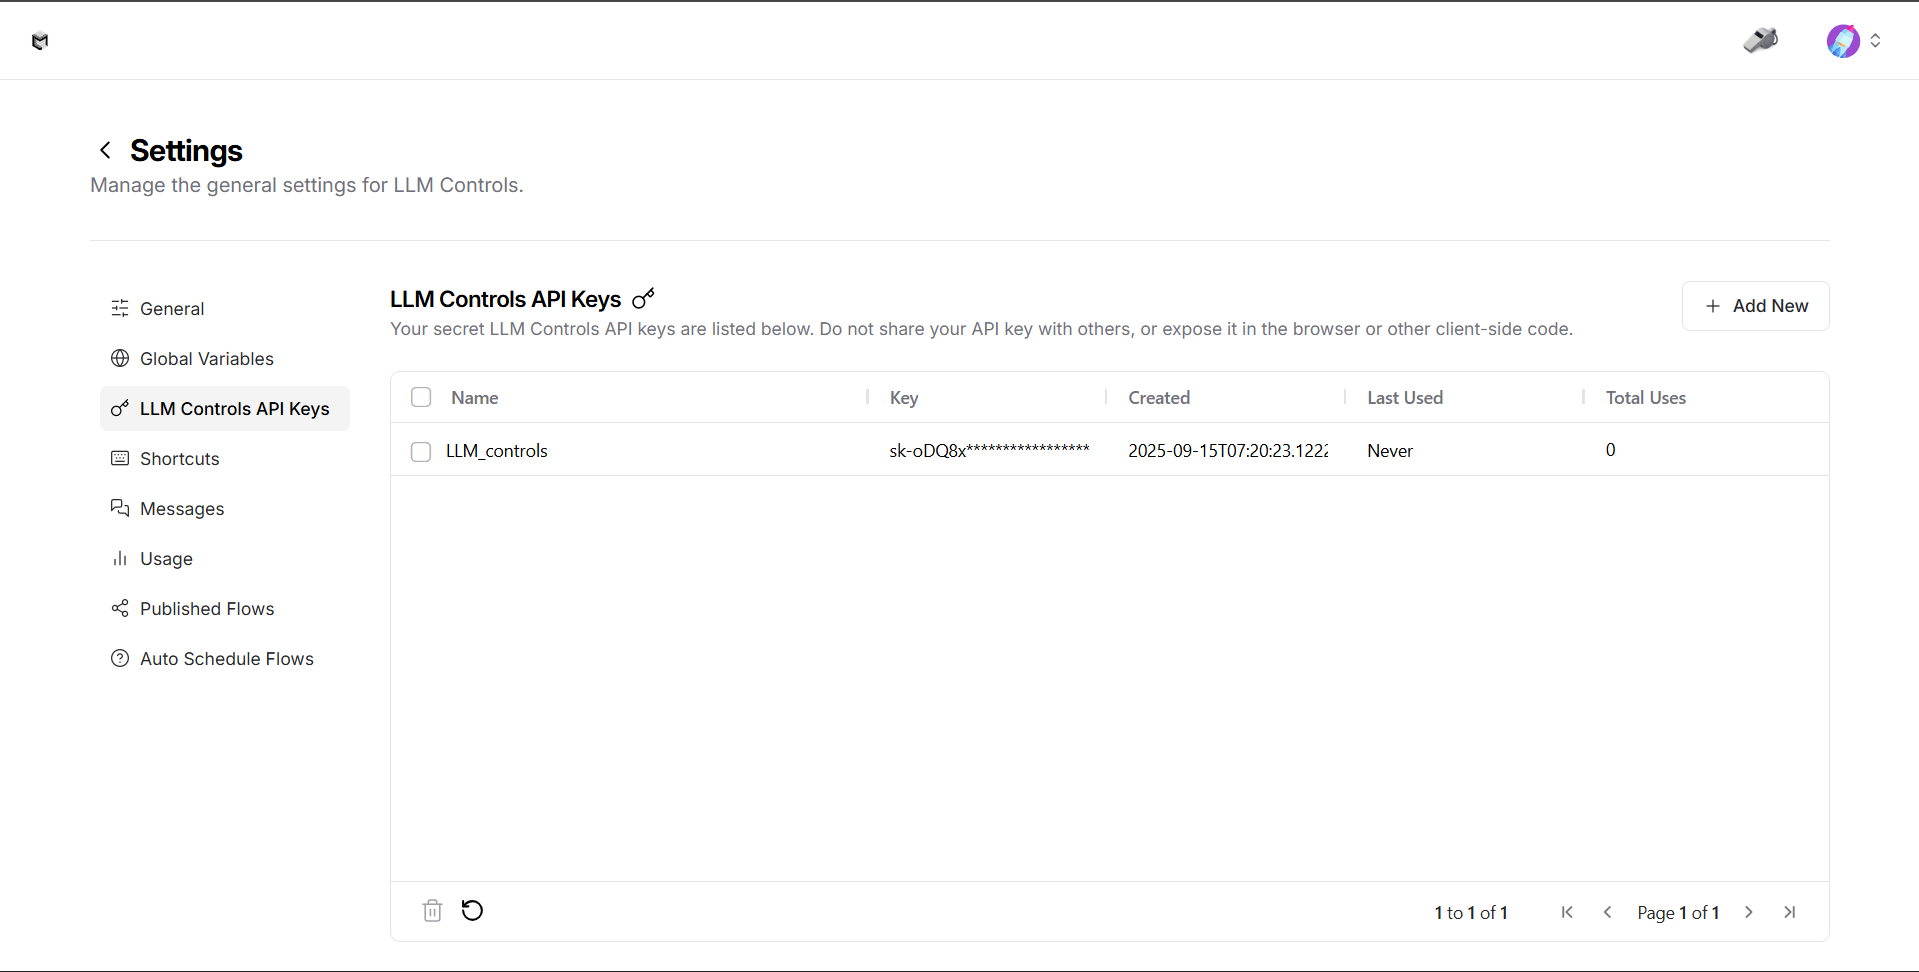 Settings
Manage the general settings for LLM Controls.
General
Global Variables
LLM Controls API Keys
Shortcuts
Messages
Usage
Published Flows
Auto Schedule Flows
LLM Controls API Keys
Your secret LLM Controls API keys are listed below. Do not share your API key with others, or expose it in the browser or other client-side code.
+ Add New
Name Key Created Last Used Total Uses
LLM_controls sk-oDQ8x***************** 2025-09-15T07:20:23.122 Never 0
1 to 1 of 1 Page 1 of 1